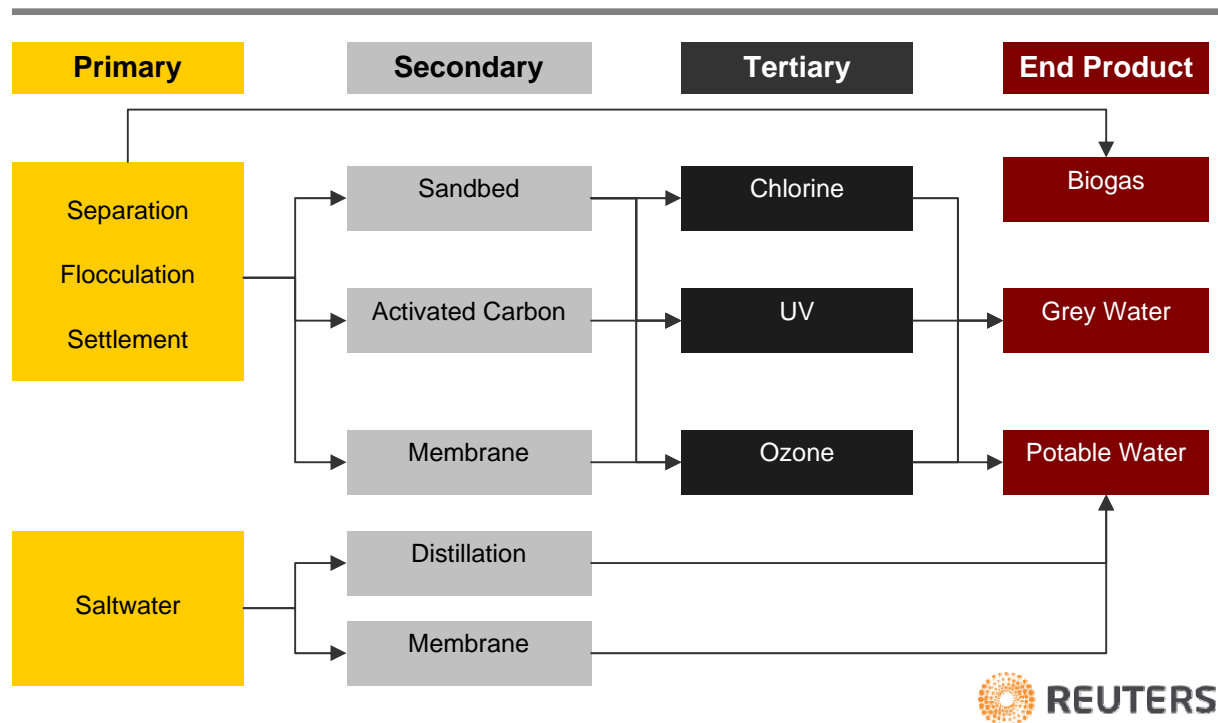 Primary
Secondary
Tertiary
End Product
Separation
Flocculation
Settlement
Sandbed
Chlorine
Biogas
Activated Carbon
UV
Grey Water
Membrane
Ozone
Potable Water
Saltwater
Distillation
Membrane
REUTERS